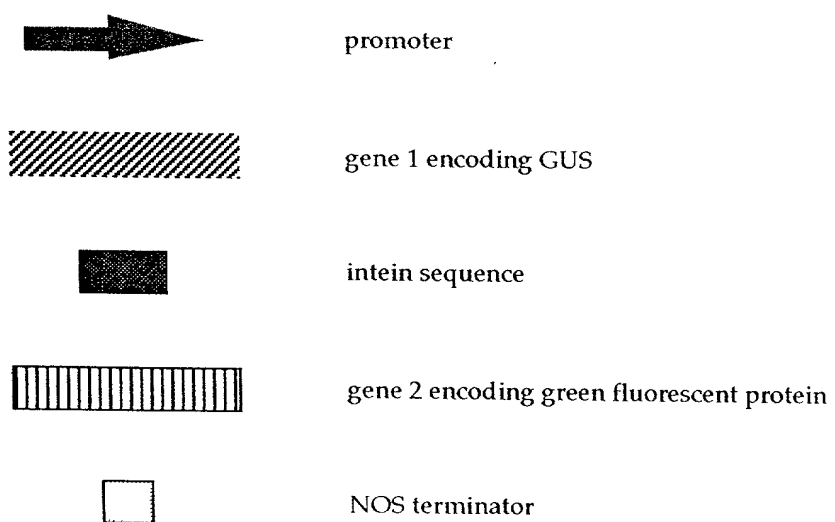 promoter
gene 1 encoding GUS
intein sequence
gene 2 encoding green fluorescent protein
NOS terminator